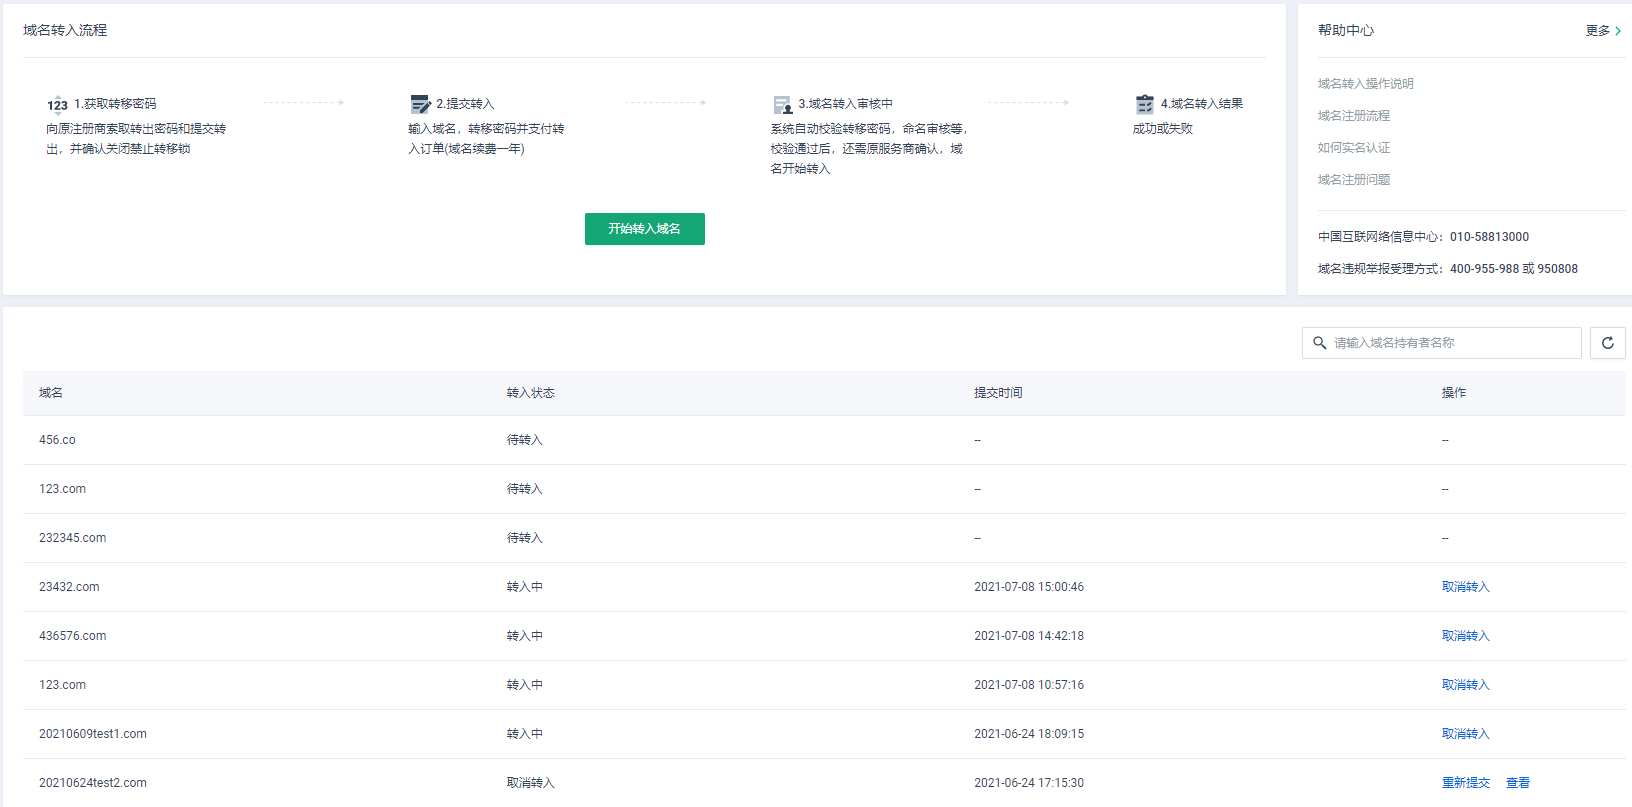 域名转入流程
123 1.获取转移密码
向原注册商索取转出密码和提交转
出，并确认关闭禁止转移锁
2.提交转入
输入域名，转移密码并支付转
入订单(域名续费一年)
3.域名转入审核中
系统自动校验转移密码，命名审核等，
校验通过后，还需原服务商确认，域
名开始转入
4.域名转入结果
成功或失败
开始转入域名
帮助中心 更多
域名转入操作说明
域名注册流程
如何实名认证
域名注册问题
中国互联网络信息中心：010-58813000
域名违规举报受理方式：400-955-988 或 950808
请输入域名持有者名称
域名 转入状态 提交时间 操作
456.co 待转入 -- --
123.com 待转入 -- --
232345.com 待转入 -- --
23432.com 转入中 2021-07-08 15:00:46 取消转入
436576.com 转入中 2021-07-08 14:42:18 取消转入
123.com 转入中 2021-07-08 10:57:16 取消转入
20210609test1.com 转入中 2021-06-24 18:09:15 取消转入
20210624test2.com 取消转入 2021-06-24 17:15:30 重新提交 查看